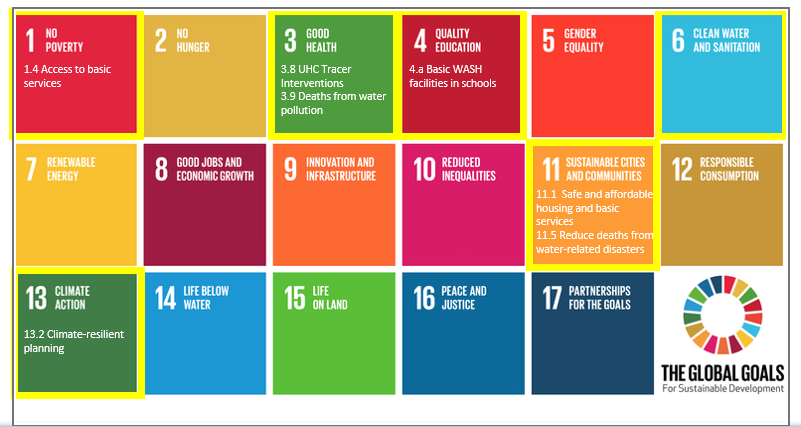 1 NO
POVERTY
1.4 Access to basic
services
2 NO
HUNGER
3 GOOD
HEALTH
3.8 UHC Tracer
Interventions
3.9 Deaths from water
pollution
4 QUALITY
EDUCATION
4.a Basic WASH
facilities in schools
5 GENDER
EQUALITY
6 CLEAN WATER
AND SANITATION
7 RENEWABLE
ENERGY
8 GOOD JOBS AND
ECONOMIC GROWTH
9 INNOVATION AND
INFRASTRUCTURE
10 REDUCED
INEQUALITIES
11 SUSTAINABLE CITIES
AND COMMUNITIES
11.1 Safe and affordable
housing and basic
services
11.5 Reduce deaths from
water-related disasters
12 RESPONSIBLE
CONSUMPTION
13 CLIMATE
ACTION
13.2 Climate-resilient
planning
14 LIFE BELOW
WATER
15 LIFE
ON LAND
16 PEACE AND
JUSTICE
17 PARTNERSHIPS
FOR THE GOALS
THE GLOBAL GOALS
For Sustainable Development